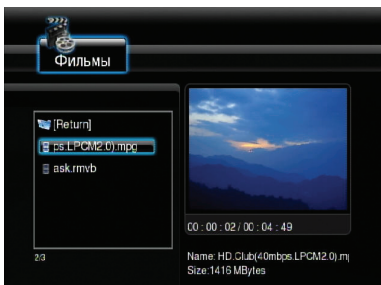 Фильмы
[Return]
ps.LPCM2.0).mpg
ask.rmvb
00 : 00 : 02 / 00 : 04 : 49
2/3
Name: HD.Club(40mbps.LPCM2.0).m
Size:1416 MBytes